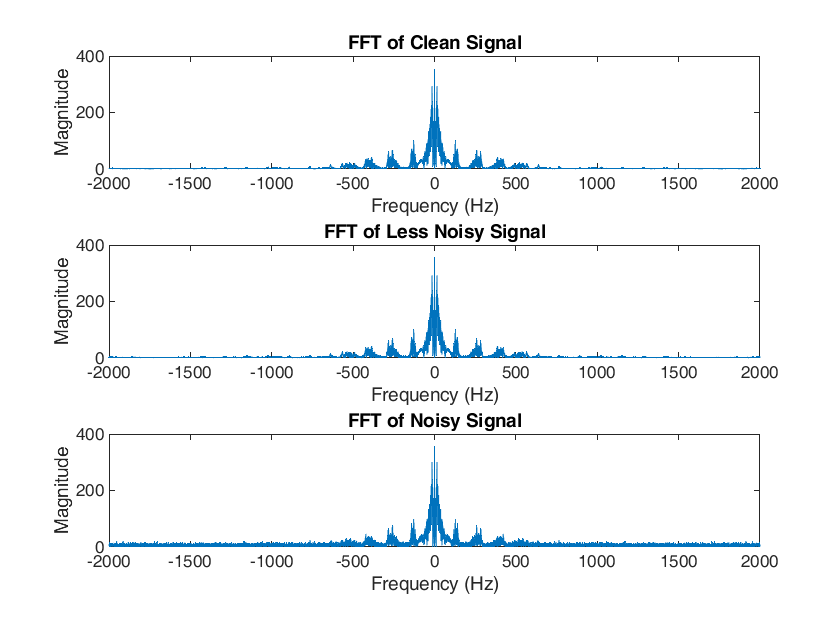 FFT of Clean Signal
400
200
0
Magnitude
-2000 -1500 -1000 -500 0 500 1000 1500 2000
Frequency (Hz)
FFT of Less Noisy Signal
400
200
0
Magnitude
-2000 -1500 -1000 -500 0 500 1000 1500 2000
Frequency (Hz)
FFT of Noisy Signal
400
200
0
Magnitude
-2000 -1500 -1000 -500 0 500 1000 1500 2000
Frequency (Hz)